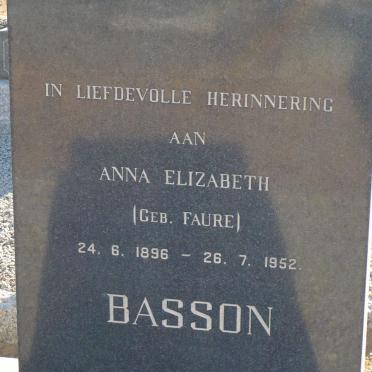 IN LIEFDEVOLLE HERINNERING
AAN
ANNA ELIZABETH
(GEB. FAURE)
24. 6. 1896 – 26. 7. 1952.
BASSON